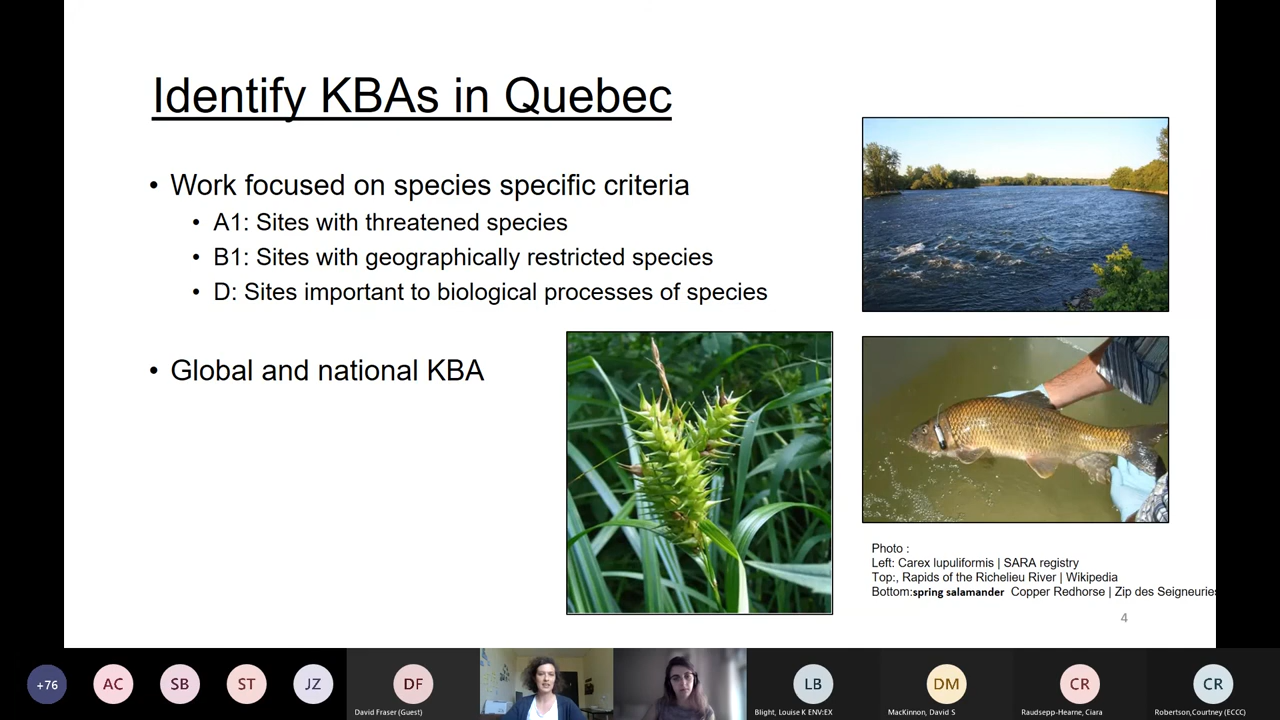 Identify KBAs in Quebec
• Work focused on species specific criteria
• A1: Sites with threatened species
• B1: Sites with geographically restricted species
• D: Sites important to biological processes of species
• Global and national KBA
Photo :
Left: Carex lupuliformis | SARA registry
Top:, Rapids of the Richelieu River | Wikipedia
Bottom:spring salamander Copper Redhorse | Zip des Seigneuries
4
+76
AC
SB
ST
JZ
DF
LB
DM
CR
CR
David Fraser (Guest)
Blight, Louise K ENV:EX
MacKinnon, David S
Raudsepp-Hearne, Ciara
Robertson,Courtney (ECCC)